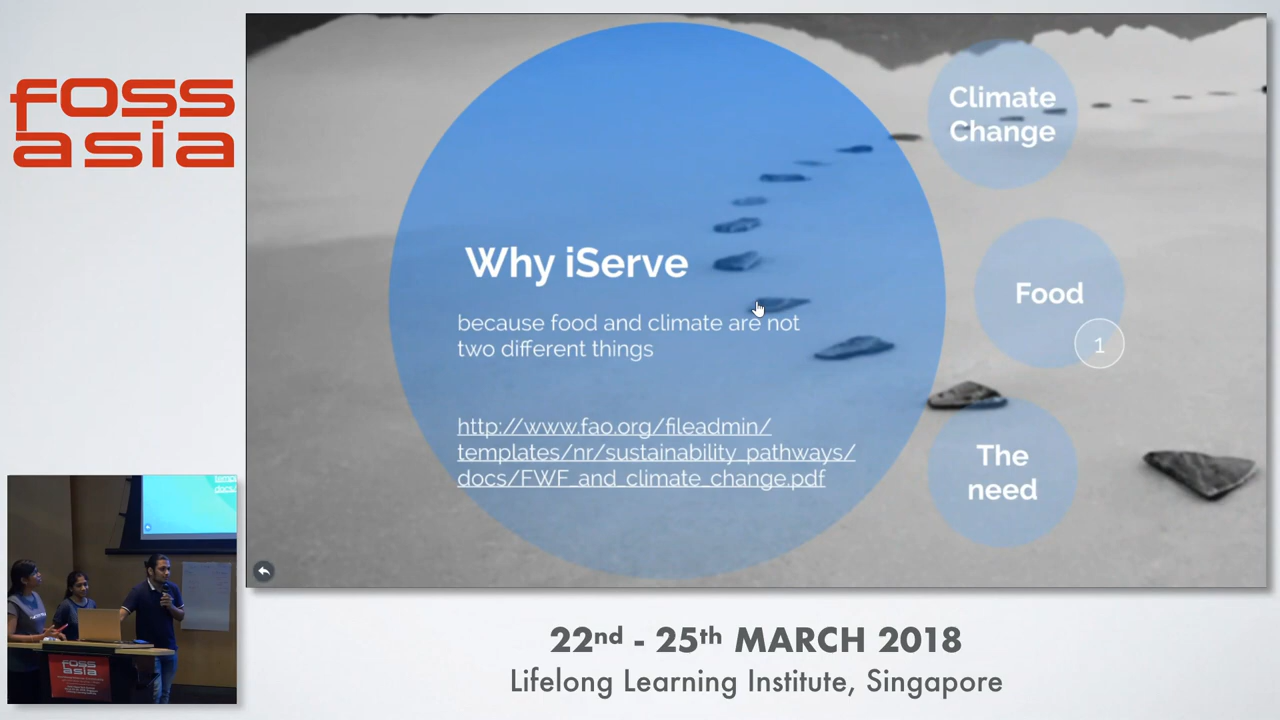 foss
asia
Why iServe
because food and climate are not
two different things
http://www.fao.org/fileadmin/
templates/nr/sustainability_pathways/
docs/FWF_and_climate_change.pdf
Climate
Change
Food
1
The
need
foss
asia
22nd - 25th MARCH 2018
Lifelong Learning Institute, Singapore